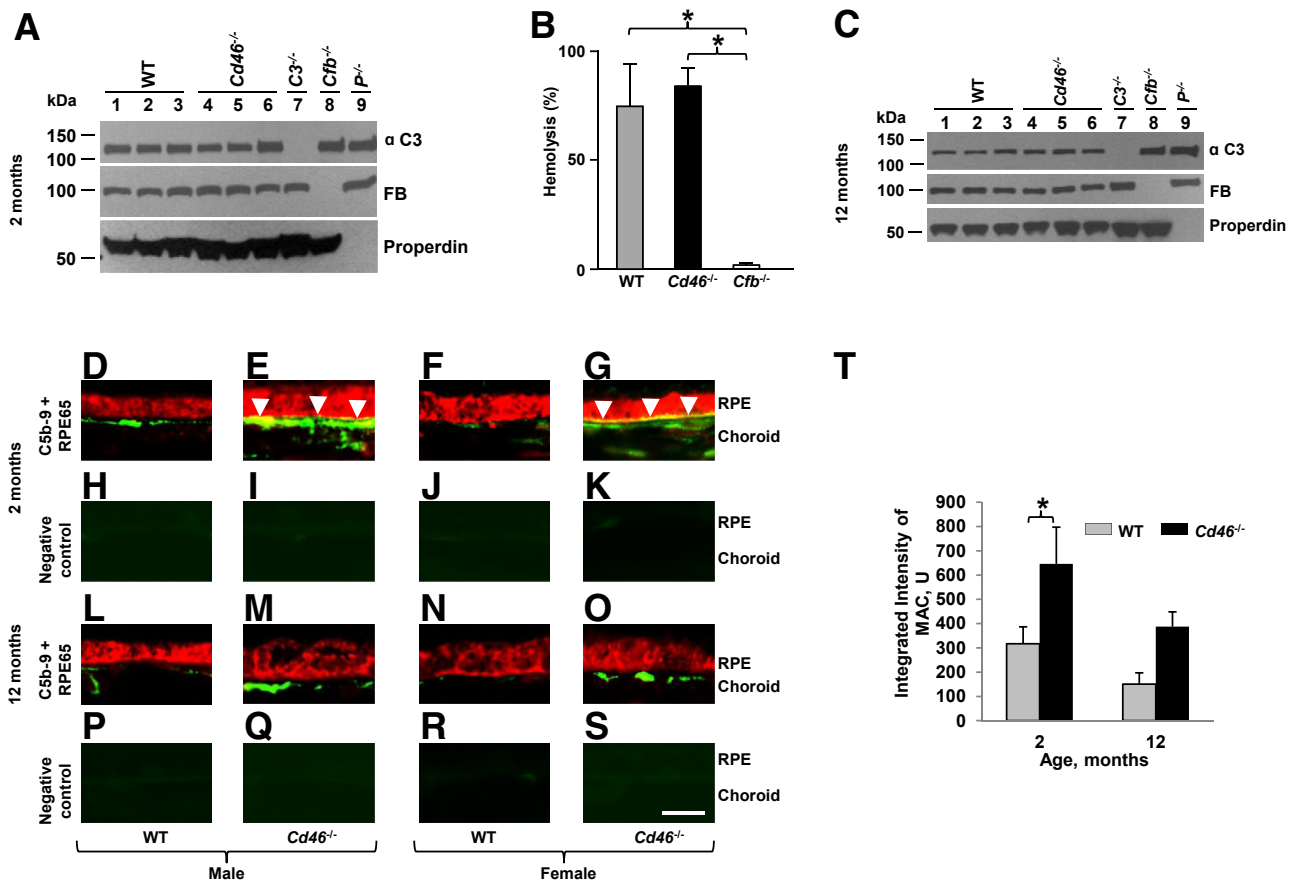 A
WT
Cd46-/-
C3-/-
Cfb-/-
P-/-
kDa
1 2 3 4 5 6 7 8 9
150
100
α C3
100
FB
50
Properdin
2 months
B
*
*
100
50
0
Hemolysis (%)
WT
Cd46-/-
Cfb-/-
C
WT
Cd46-/-
C3-/-
Cfb-/-
P-/-
kDa
1 2 3 4 5 6 7 8 9
150
100
α C3
100
FB
50
Properdin
12 months
D E F G
C5b-9 +
RPE65
RPE
Choroid
2 months
H I J K
Negative
control
RPE
Choroid
L M N O
C5b-9 +
RPE65
RPE
Choroid
12 months
P Q R S
Negative
control
RPE
Choroid
WT
Cd46-/-
WT
Cd46-/-
Male
Female
T
Integrated Intensity of
MAC, U
900
800
700
600
500
400
300
200
100
0
*
WT
Cd46-/-
2
12
Age, months